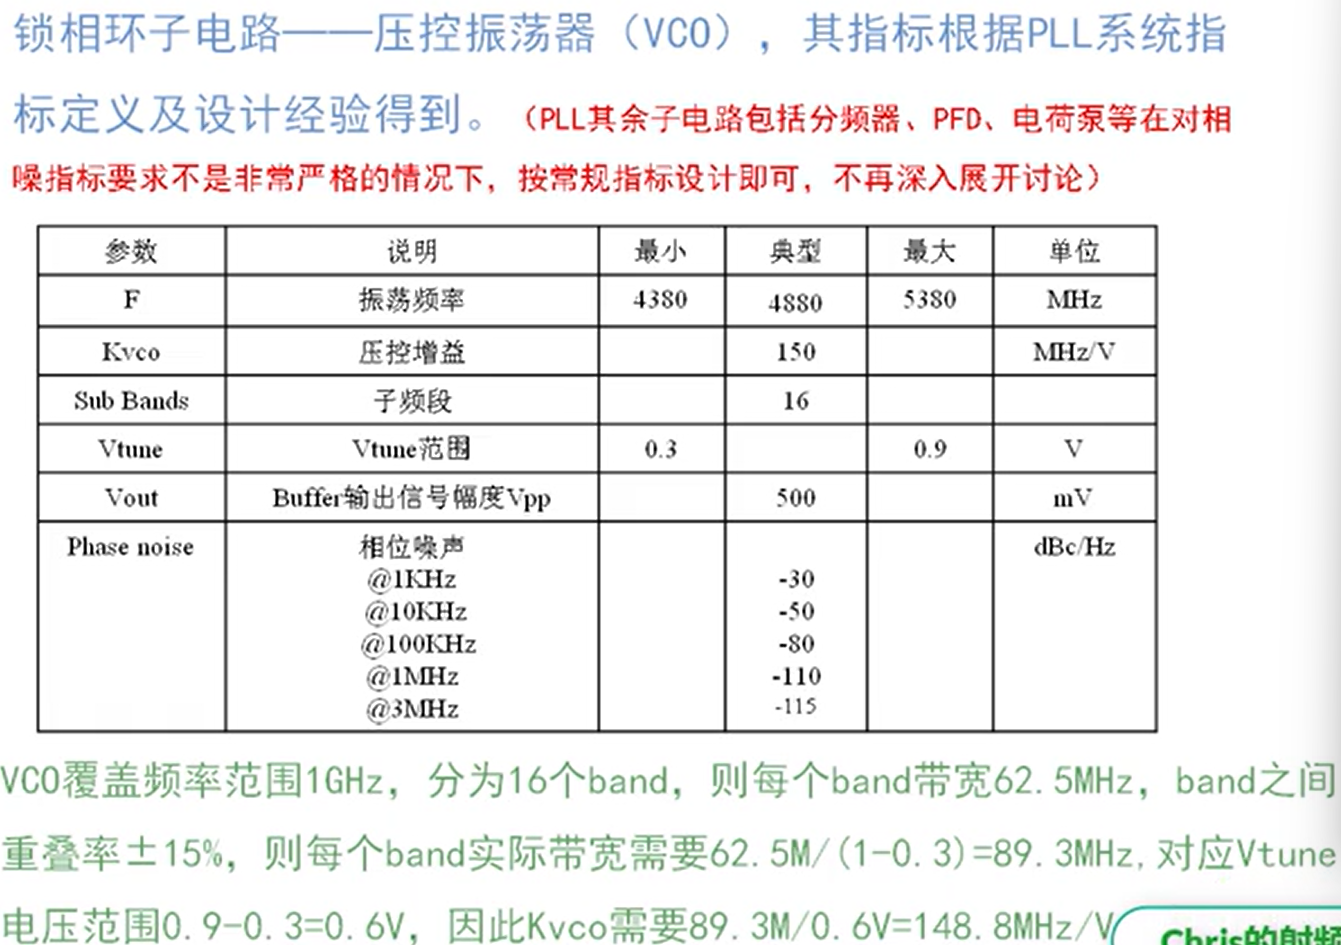 锁相环子电路——压控振荡器（VCO），其指标根据PLL系统指
标定义及设计经验得到。（PLL其余子电路包括分频器、PFD、电荷泵等在对相
噪指标要求不是非常严格的情况下，按常规指标设计即可，不再深入展开讨论）
参数 说明 最小 典型 最大 单位
F 振荡频率 4380 4880 5380 MHz
Kvco 压控增益 150 MHz/V
Sub Bands 子频段 16
Vtune Vtune范围 0.3 0.9 V
Vout Buffer输出信号幅度Vpp 500 mV
Phase noise 相位噪声 dBc/Hz
@1KHz -30
@10KHz -50
@100KHz -80
@1MHz -110
@3MHz -115
VCO覆盖频率范围1GHz，分为16个band，则每个band带宽62.5MHz，band之间
重叠率±15%，则每个band实际带宽需要62.5M/(1-0.3)=89.3MHz,对应Vtune
电压范围0.9-0.3=0.6V，因此Kvco需要89.3M/0.6V=148.8MHz/V
Chris的射频